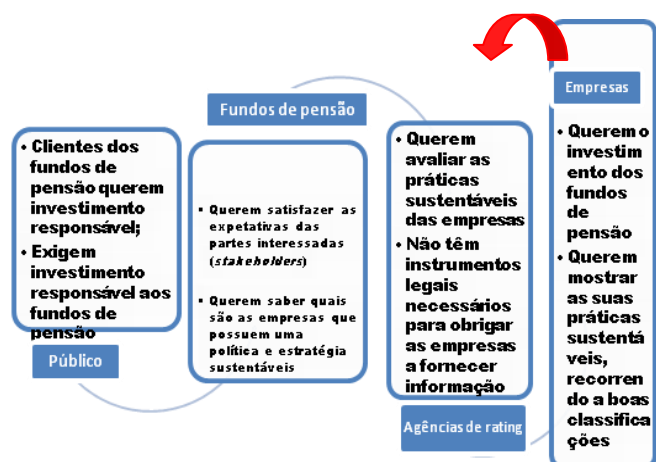 • Clientes dos
fundos de
pensão querem
investimento
responsável;
• Exigem
investimento
responsável aos
fundos de
pensão
Público
Fundos de pensão
• Querem satisfazer as
expetativas das
partes interessadas
(stakeholders)
• Querem saber quais
são as empresas que
possuem uma
política e estratégia
sustentáveis
• Querem
avaliar as
práticas
sustentáveis
das empresas
• Não têm
instrumentos
legais
necessários
para obrigar
as empresas
a fornecer
informação
Agências de rating
Empresas
• Querem o
investim
ento dos
fundos
de
pensão
• Querem
mostrar
as suas
práticas
sustentá
veis,
recorren
do a boas
classifica
ções